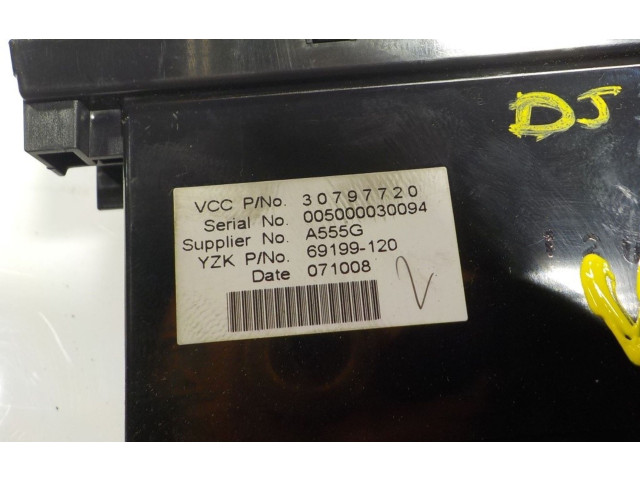 DJ
VCC P/No. 30797720
Serial No. 005000030094
Supplier No. A555G
YZK P/No. 69199-120
Date 071008